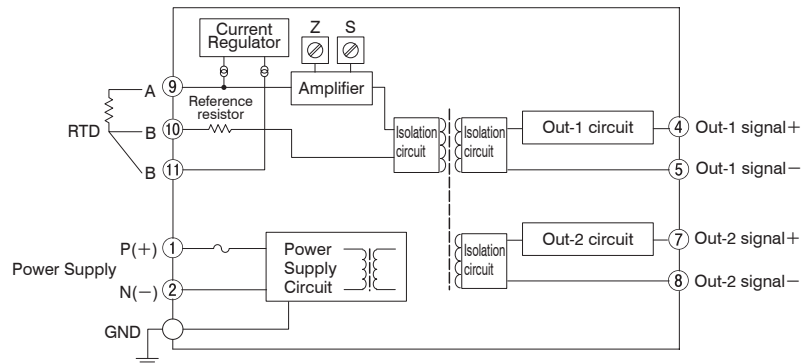 Current
Regulator
Z
S
A
9
Amplifier
Reference
resistor
RTD
B
10
B
11
Isolation
circuit
Isolation
circuit
Out-1 circuit
4
Out-1 signal+
5
Out-1 signal−
Power Supply
P(+)
1
N(−)
2
GND
Power
Supply
Circuit
Isolation
circuit
Out-2 circuit
7
Out-2 signal+
8
Out-2 signal−